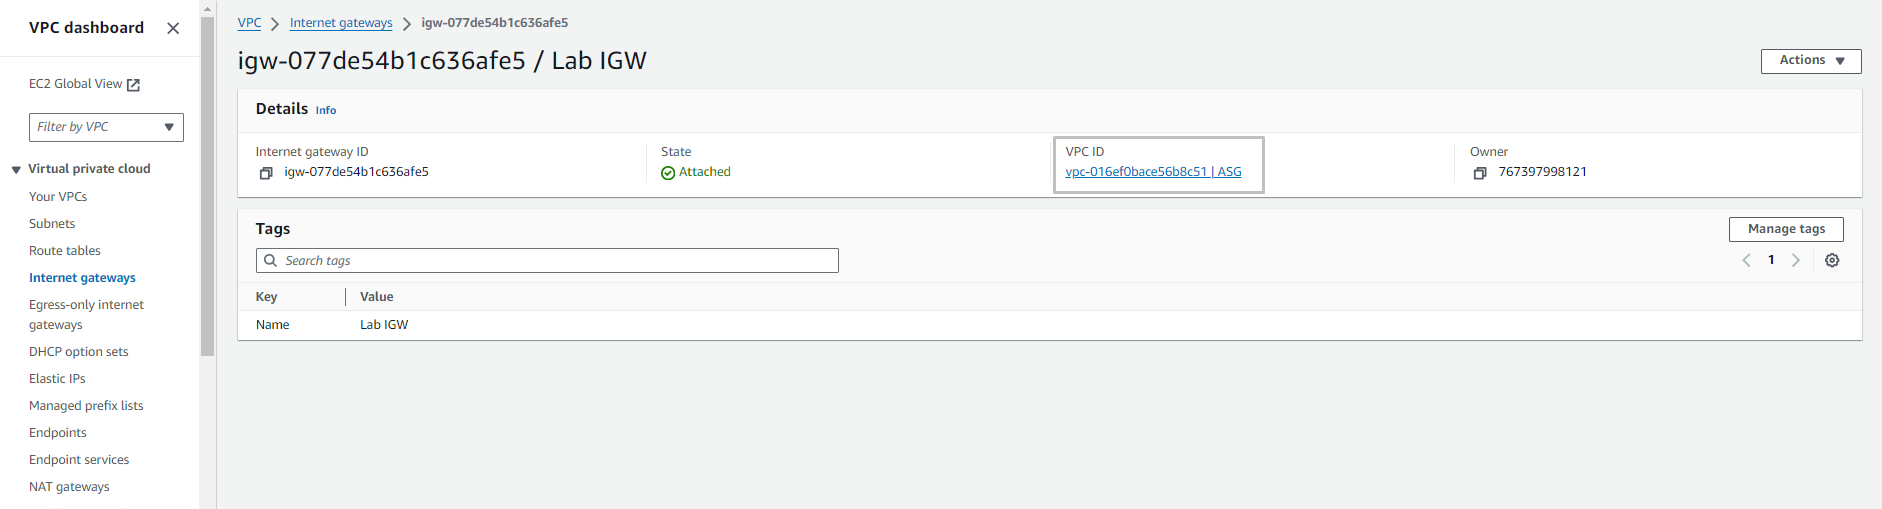 VPC dashboard
EC2 Global View
Filter by VPC
Virtual private cloud
Your VPCs
Subnets
Route tables
Internet gateways
Egress-only internet
gateways
DHCP option sets
Elastic IPs
Managed prefix lists
Endpoints
Endpoint services
NAT gateways
VPC Internet gateways igw-077de54b1c636afe5
igw-077de54b1c636afe5 / Lab IGW
Actions
Details Info
Internet gateway ID
igw-077de54b1c636afe5
State
Attached
VPC ID
vpc-016ef0bace56b8c51 | ASG
Owner
767397998121
Tags
Manage tags
Search tags
1
Key Value
Name Lab IGW